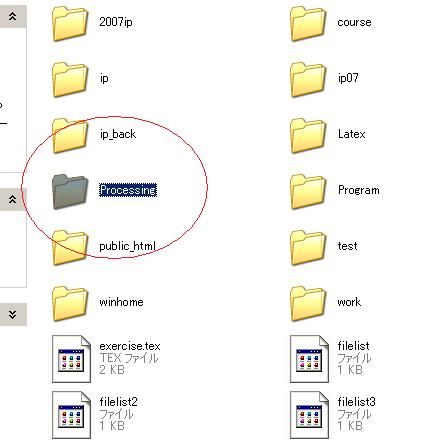 2007ip
course
ip
ip07
ip_back
Latex
Processing
Program
public_html
test
winhome
work
exercise.tex
TEX ファイル
2 KB
filelist
ファイル
1 KB
filelist2
ファイル
1 KB
filelist3
ファイル
1 KB